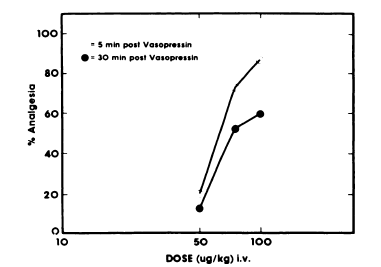 100
80
60
40
20
0
% Analgesia
= 5 min post Vasopressin
● = 30 min post Vasopressin
10 50 100
DOSE (ug/kg) i.v.